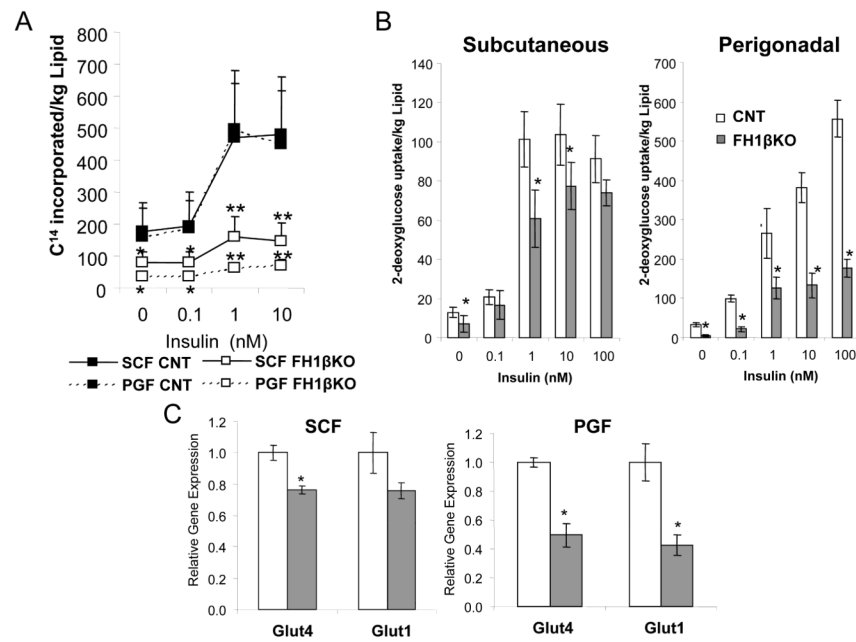 A
C¹⁴ incorporated/kg Lipid
800
700
600
500
400
300
200
100
0
** **
* * ** **
* *
0 0.1 1 10
Insulin (nM)
SCF CNT SCF FH1βKO
PGF CNT PGF FH1βKO
B
Subcutaneous
2-deoxyglucose uptake/kg Lipid
140
120
100
80
60
40
20
0
* * *
0 0.1 1 10 100
Insulin (nM)
Perigonadal
2-deoxyglucose uptake/kg Lipid
700
600
500
400
300
200
100
0
CNT
FH1βKO
* * * * *
0 0.1 1 10 100
Insulin (nM)
C
SCF
Relative Gene Expression
1.2
1.0
0.8
0.6
0.4
0.2
0.0
*
Glut4 Glut1
PGF
Relative Gene Expression
1.2
1.0
0.8
0.6
0.4
0.2
0.0
* *
Glut4 Glut1